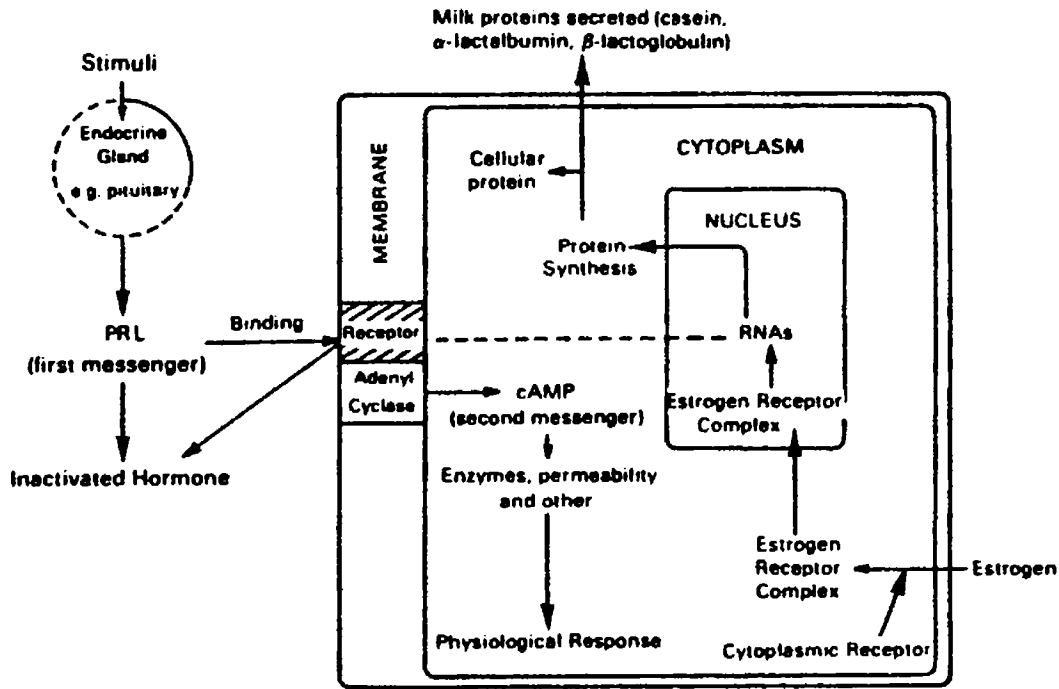 Milk proteins secreted (casein,
α-lactalbumin, β-lactoglobulin)
Stimuli
Endocrine
Gland
e g. pituitary
PRL
(first messenger)
Inactivated Hormone
Binding
MEMBRANE
Receptor
Adenyl
Cyclase
CYTOPLASM
Cellular
protein
Protein
Synthesis
NUCLEUS
RNAs
Estrogen Receptor
Complex
cAMP
(second messenger)
Enzymes, permeability
and other
Physiological Response
Estrogen
Receptor
Complex
Estrogen
Cytoplasmic Receptor